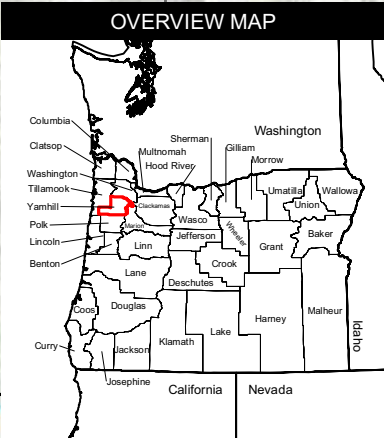 OVERVIEW MAP
Columbia
Clatsop
Washington
Tillamook
Yamhill
Polk
Lincoln
Benton
Curry
Multnomah
Hood River
Sherman
Gilliam
Washington
Morrow
Umatilla
Wallowa
Union
Clackamas
Marion
Wasco
Wheeler
Jefferson
Linn
Grant
Baker
Crook
Lane
Deschutes
Coos
Douglas
Harney
Malheur
Lake
Klamath
Jackson
Josephine
Idaho
California
Nevada